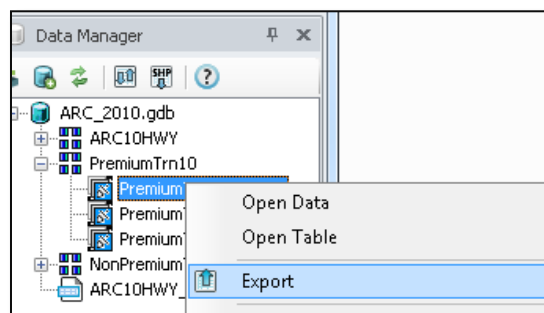 Data Manager
SHP
?
ARC_2010.gdb
ARC10HWY
PremiumTrn10
Premium
Open Data
Premium
Open Table
Premium
NonPremium
Export
ARC10HWY_